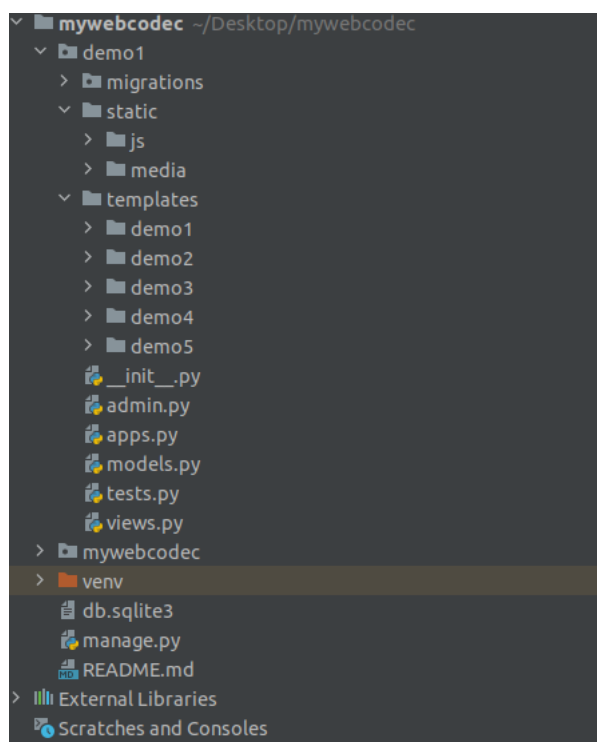 mywebcodec ~/Desktop/mywebcodec
demo1
migrations
static
js
media
templates
demo1
demo2
demo3
demo4
demo5
__init__.py
admin.py
apps.py
models.py
tests.py
views.py
mywebcodec
venv
db.sqlite3
manage.py
MD README.md
External Libraries
Scratches and Consoles